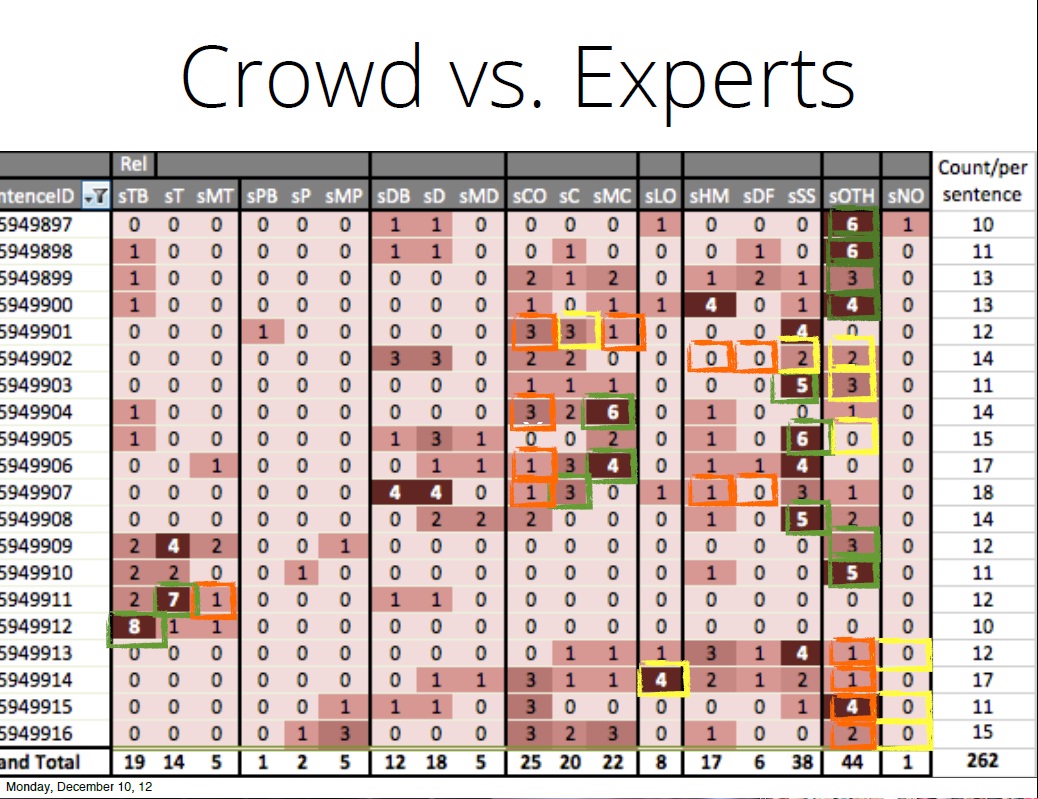 Crowd vs. Experts
Rel Count/per
ntenceID sTB sT sMT sPB sP sMP sDB sD sMD sCO sC sMC sLO sHM sDF sSS sOTH sNO sentence
5949897 0 0 0 0 0 0 1 1 0 0 0 0 1 0 0 0 6 1 10
5949898 1 0 0 0 0 0 1 1 0 0 1 0 0 0 1 0 6 0 11
5949899 1 0 0 0 0 0 0 0 0 2 1 2 0 1 2 1 3 0 13
5949900 1 0 0 0 0 0 0 0 0 1 0 1 1 4 0 1 4 0 13
5949901 0 0 0 1 0 0 0 0 0 3 3 1 0 0 0 4 0 0 12
5949902 0 0 0 0 0 0 3 3 0 2 2 0 0 0 0 2 2 0 14
5949903 0 0 0 0 0 0 0 0 0 1 1 1 0 0 0 5 3 0 11
5949904 1 0 0 0 0 0 0 0 0 3 2 6 0 1 0 0 1 0 14
5949905 1 0 0 0 0 0 1 3 1 0 0 2 0 1 0 6 0 0 15
5949906 0 0 1 0 0 0 0 1 1 1 3 4 0 1 1 4 0 0 17
5949907 0 0 0 0 0 0 4 4 0 1 3 0 1 1 0 3 1 0 18
5949908 0 0 0 0 0 0 0 2 2 2 0 0 0 1 0 5 2 0 14
5949909 2 4 2 0 0 1 0 0 0 0 0 0 0 0 0 0 3 0 12
5949910 2 2 0 0 1 0 0 0 0 0 0 0 0 1 0 0 5 0 11
5949911 2 7 1 0 0 0 1 1 0 0 0 0 0 0 0 0 0 0 12
5949912 8 1 1 0 0 0 0 0 0 0 0 0 0 0 0 0 0 0 10
5949913 0 0 0 0 0 0 0 0 0 0 1 1 1 3 1 4 1 0 12
5949914 0 0 0 0 0 0 0 1 1 3 1 1 4 2 1 2 1 0 17
5949915 0 0 0 0 0 1 1 1 0 3 0 0 0 0 0 1 4 0 11
5949916 0 0 0 0 1 3 0 0 0 3 2 3 0 1 0 0 2 0 15
and Total 19 14 5 1 2 5 12 18 5 25 20 22 8 17 6 38 44 1 262
Monday, December 10, 12